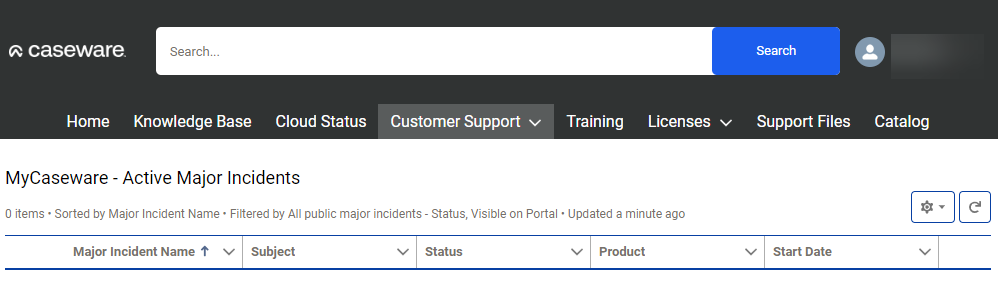 caseware.
Search...
Search
Home Knowledge Base Cloud Status Customer Support Training Licenses Support Files Catalog
MyCaseware - Active Major Incidents
0 items • Sorted by Major Incident Name • Filtered by All public major incidents - Status, Visible on Portal • Updated a minute ago
Major Incident Name Subject Status Product Start Date